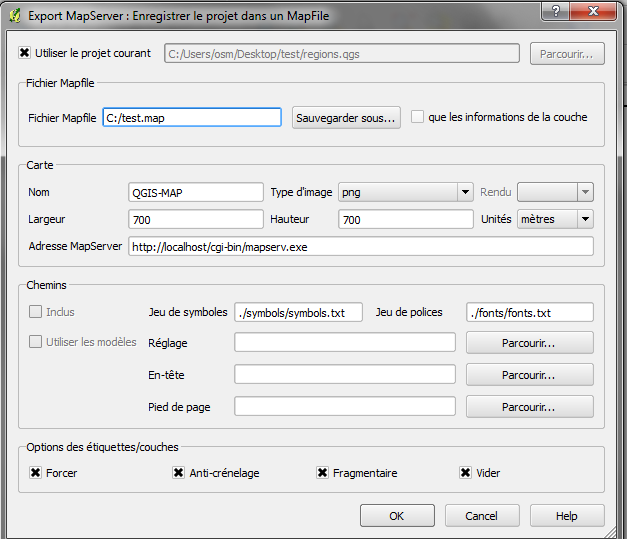 Export MapServer : Enregistrer le projet dans un MapFile
Utiliser le projet courant C:/Users/osm/Desktop/test/regions.qgs Parcourir...
Fichier Mapfile
Fichier Mapfile C:/test.map Sauvegarder sous... que les informations de la couche
Carte
Nom QGIS-MAP Type d'image png Rendu
Largeur 700 Hauteur 700 Unités mètres
Adresse MapServer http://localhost/cgi-bin/mapserv.exe
Chemins
Inclus Jeu de symboles ./symbols/symbols.txt Jeu de polices ./fonts/fonts.txt
Utiliser les modèles Réglage Parcourir...
En-tête Parcourir...
Pied de page Parcourir...
Options des étiquettes/couches
Forcer Anti-crénelage Fragmentaire Vider
OK Cancel Help